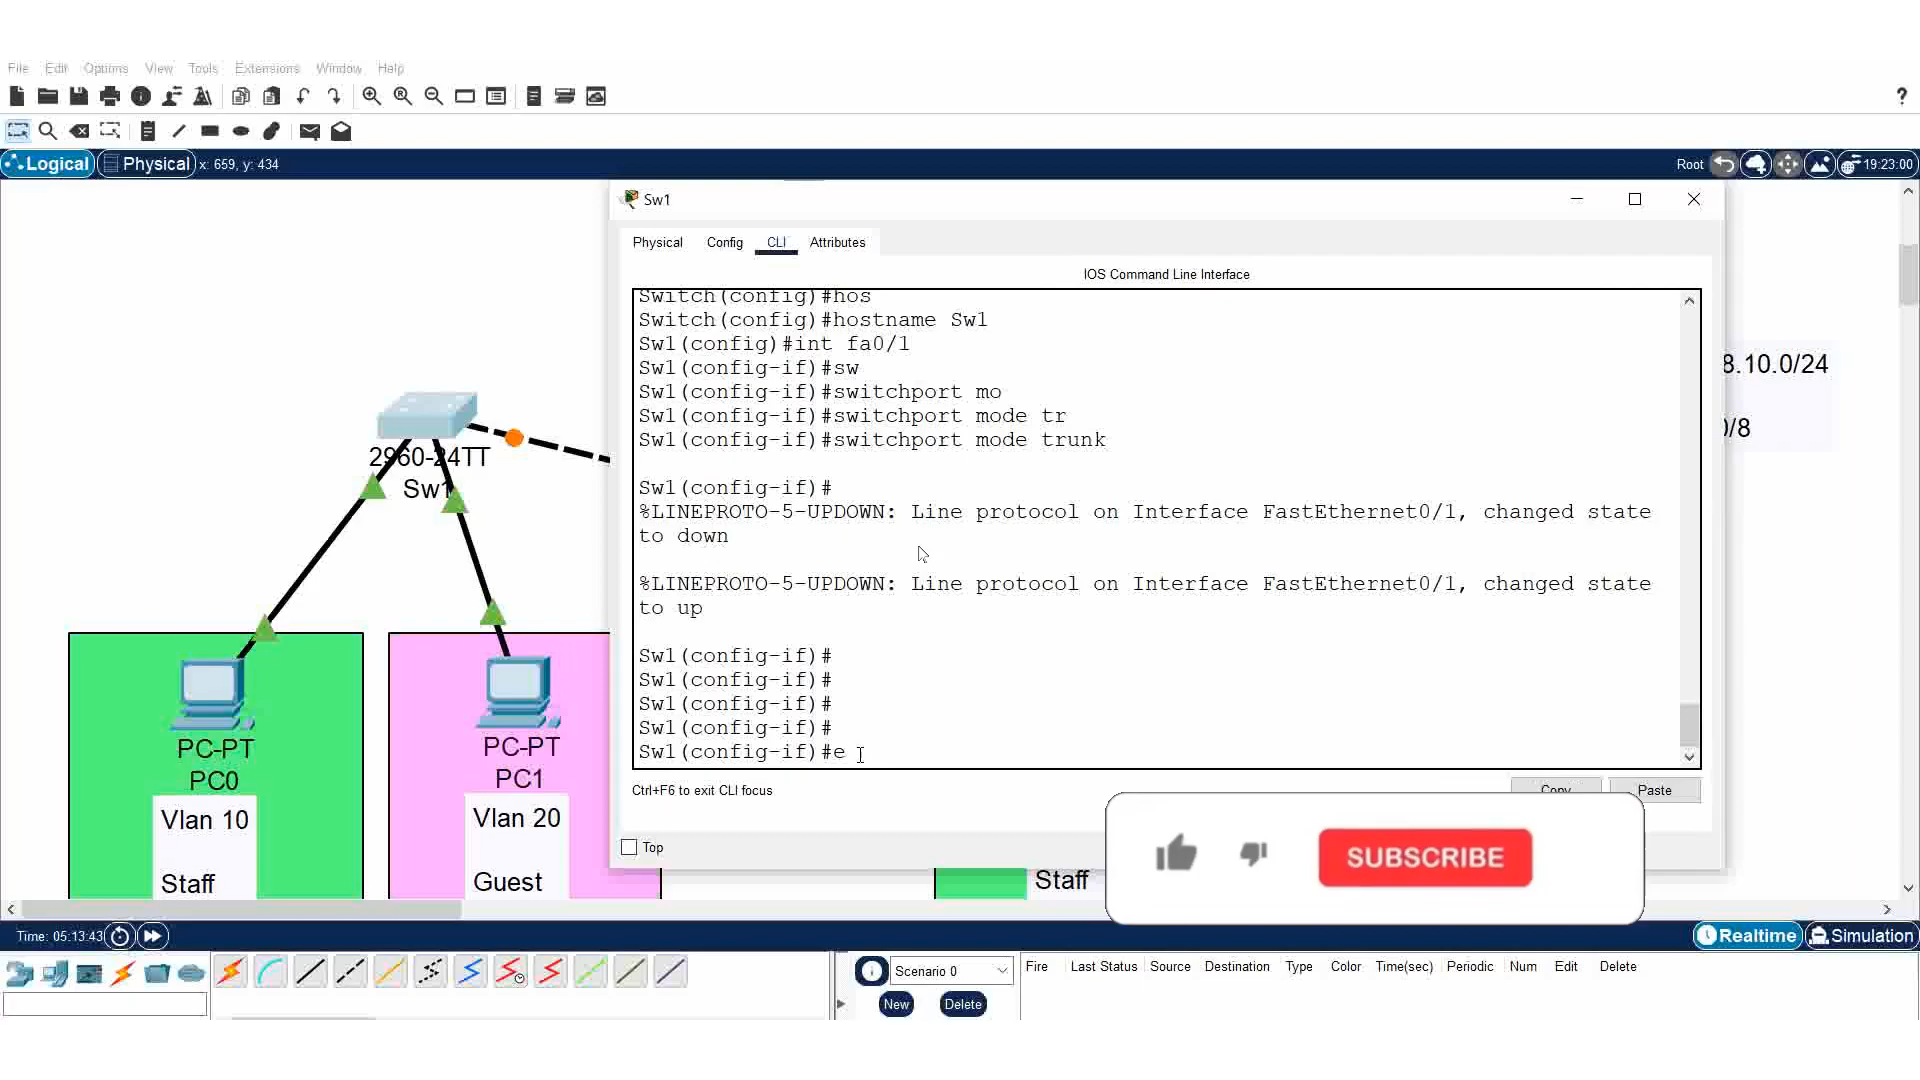 File Edit Options View Tools Extensions Window Help
?
Logical Physical x: 659, y: 434
Root 19:23:00
Sw1
Physical Config CLI Attributes
IOS Command Line Interface
Switch(config)#hos
Switch(config)#hostname Sw1
Sw1(config)#int fa0/1
Sw1(config-if)#sw
Sw1(config-if)#switchport mo
Sw1(config-if)#switchport mode tr
Sw1(config-if)#switchport mode trunk
Sw1(config-if)#
%LINEPROTO-5-UPDOWN: Line protocol on Interface FastEthernet0/1, changed state
to down
%LINEPROTO-5-UPDOWN: Line protocol on Interface FastEthernet0/1, changed state
to up
Sw1(config-if)#
Sw1(config-if)#
Sw1(config-if)#
Sw1(config-if)#
Sw1(config-if)#e
Ctrl+F6 to exit CLI focus
Copy Paste
Top
8.10.0/24
0/8
2960-24TT
Sw1
PC-PT
PC0
Vlan 10
Staff
PC-PT
PC1
Vlan 20
Guest
Staff
SUBSCRIBE
Time: 05:13:43
Realtime Simulation
Scenario 0
New Delete
Fire Last Status Source Destination Type Color Time(sec) Periodic Num Edit Delete